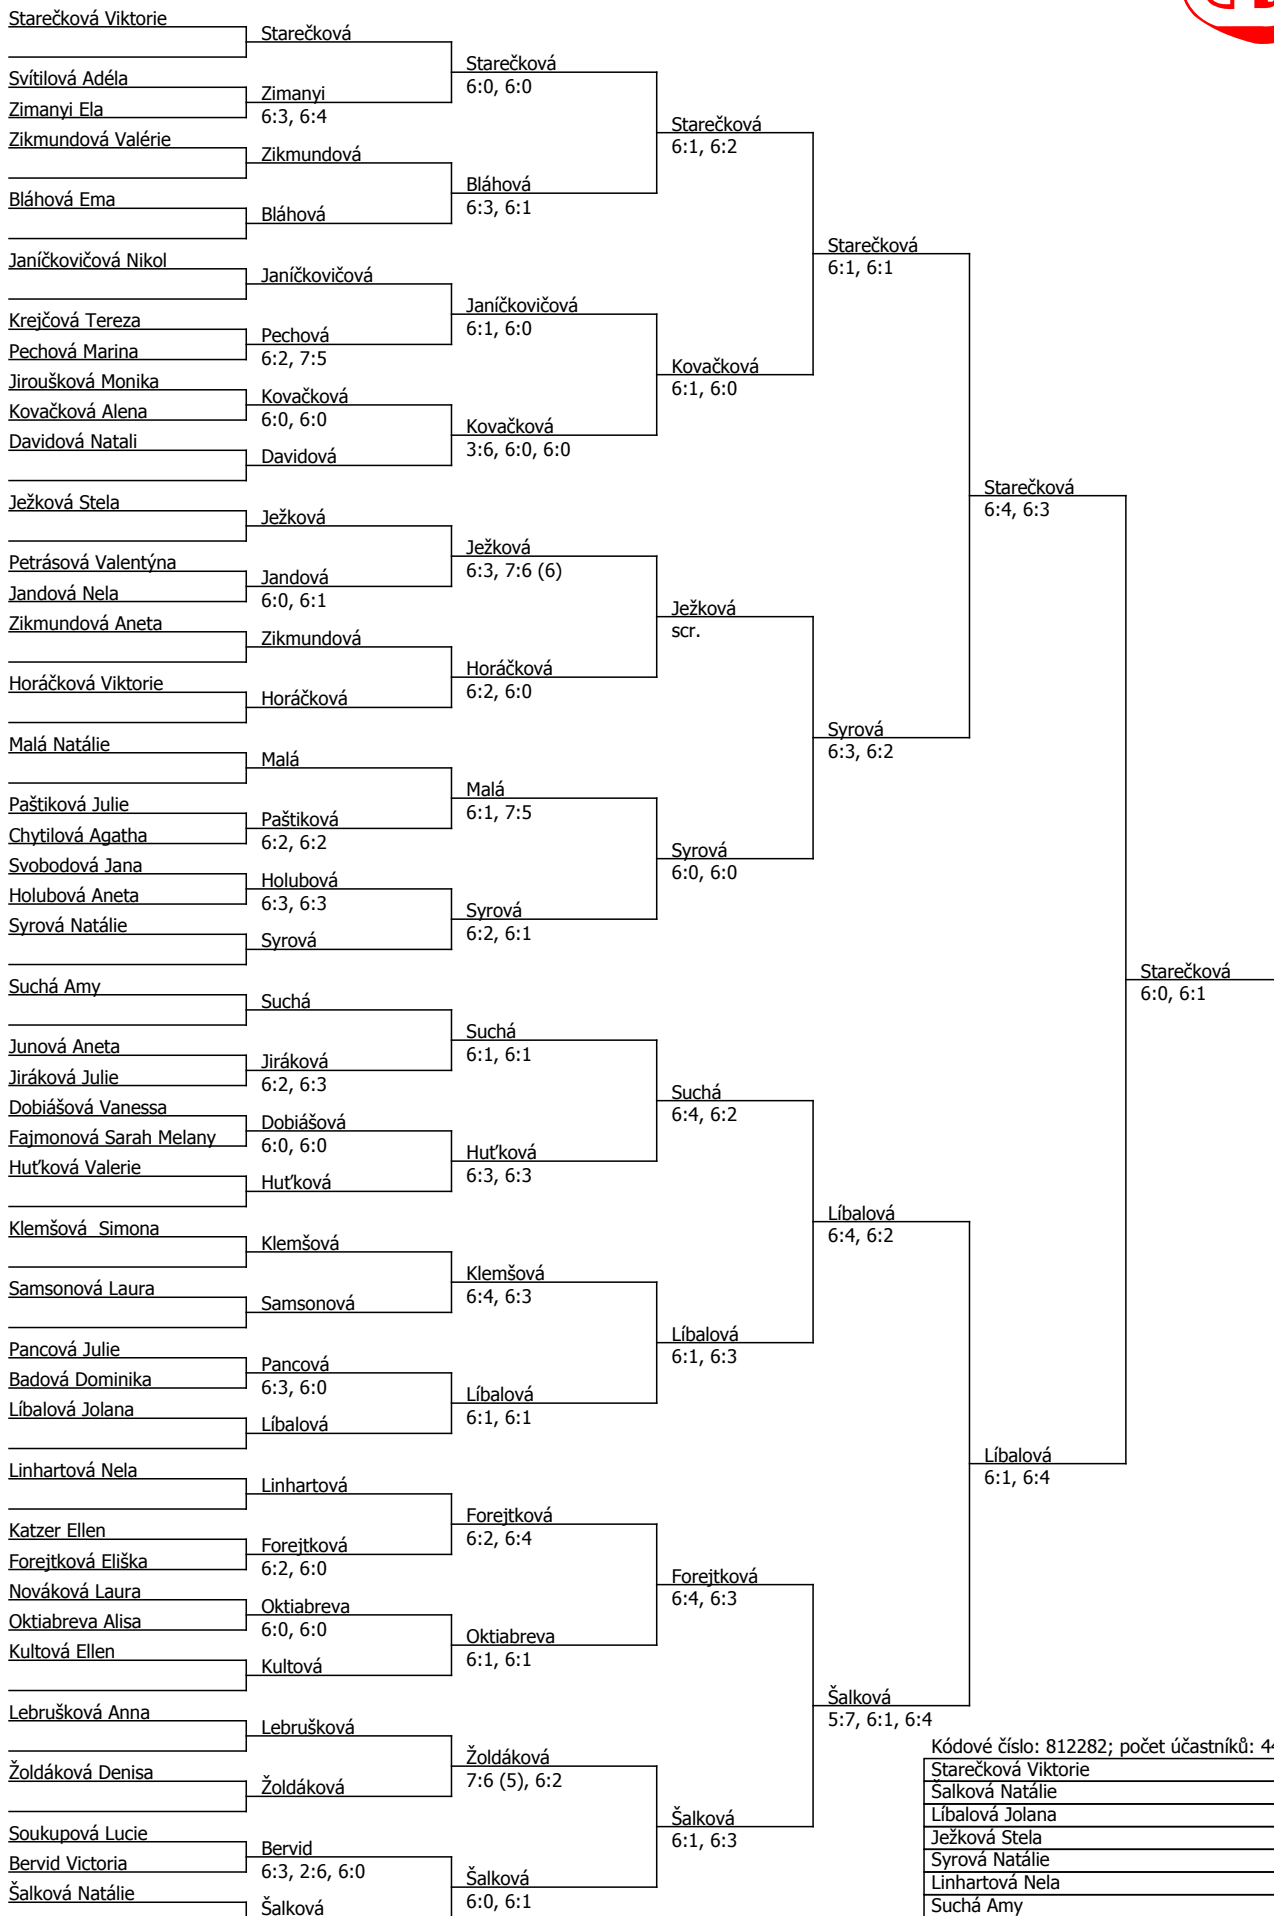 Starečková Viktorie
Svítilová Adéla
Zimanyi Ela
Zikmundová Valérie
Bláhová Ema
Janíčkovičová Nikol
Krejčová Tereza
Pechová Marina
Jiroušková Monika
Kovačková Alena
Davidová Natali
Ježková Stela
Petrásová Valentýna
Jandová Nela
Zikmundová Aneta
Horáčková Viktorie
Malá Natálie
Paštiková Julie
Chytilová Agatha
Svobodová Jana
Holubová Aneta
Syrová Natálie
Suchá Amy
Junová Aneta
Jiráková Julie
Dobiášová Vanessa
Fajmonová Sarah Melany
Huťková Valerie
Klemšová  Simona
Samsonová Laura
Pancová Julie
Badová Dominika
Líbalová Jolana
Linhartová Nela
Katzer Ellen
Forejtková Eliška
Nováková Laura
Oktiabreva Alisa
Kultová Ellen
Lebrušková Anna
Žoldáková Denisa
Soukupová Lucie
Bervid Victoria
Šalková Natálie
Starečková
Zimanyi
6:3, 6:4
Zikmundová
Bláhová
Janíčkovičová
Pechová
6:2, 7:5
Kovačková
6:0, 6:0
Davidová
Ježková
Jandová
6:0, 6:1
Zikmundová
Horáčková
Malá
Paštiková
6:2, 6:2
Holubová
6:3, 6:3
Syrová
Suchá
Jiráková
6:2, 6:3
Dobiášová
6:0, 6:0
Huťková
Klemšová
Samsonová
Pancová
6:3, 6:0
Líbalová
Linhartová
Forejtková
6:2, 6:0
Oktiabreva
6:0, 6:0
Kultová
Lebrušková
Žoldáková
Bervid
6:3, 2:6, 6:0
Šalková
Starečková
6:0, 6:0
Bláhová
6:3, 6:1
Janíčkovičová
6:1, 6:0
Kovačková
3:6, 6:0, 6:0
Ježková
6:3, 7:6 (6)
Horáčková
6:2, 6:0
Malá
6:1, 7:5
Syrová
6:2, 6:1
Suchá
6:1, 6:1
Huťková
6:3, 6:3
Klemšová
6:4, 6:3
Líbalová
6:1, 6:1
Forejtková
6:2, 6:4
Oktiabreva
6:1, 6:1
Žoldáková
7:6 (5), 6:2
Šalková
6:0, 6:1
Starečková
6:1, 6:2
Kovačková
6:1, 6:0
Ježková
scr.
Syrová
6:0, 6:0
Suchá
6:4, 6:2
Líbalová
6:1, 6:3
Forejtková
6:4, 6:3
Šalková
6:1, 6:3
Starečková
6:1, 6:1
Syrová
6:3, 6:2
Líbalová
6:4, 6:2
Šalková
5:7, 6:1, 6:4
Starečková
6:4, 6:3
Líbalová
6:1, 6:4
Starečková
6:0, 6:1
Kódové číslo: 812282; počet účastníků: 44
Starečková Viktorie
Šalková Natálie
Líbalová Jolana
Ježková Stela
Syrová Natálie
Linhartová Nela
Suchá Amy